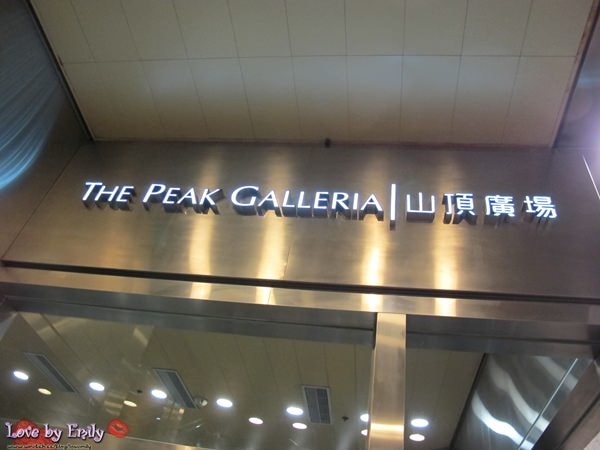 THE PEAK GALLERIA | 山頂廣場
Love by Emily